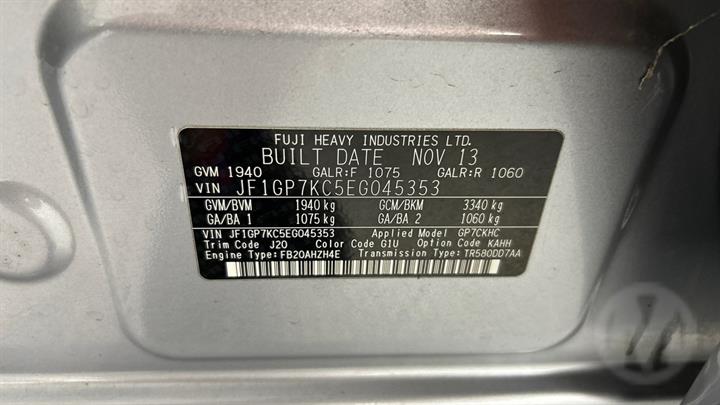 FUJI HEAVY INDUSTRIES LTD.
BUILT DATE NOV 13
GVM 1940 GALR:F 1075 GALR:R 1060
VIN JF1GP7KC5EG045353
GVM/BVM 1940 kg GCM/BKM 3340 kg
GA/BA 1 1075 kg GA/BA 2 1060 kg
VIN JF1GP7KC5EG045353 Applied Model GP7CKHC
Trim Code J20 Color Code G1U Option Code KAHH
Engine Type:FB20AHZH4E Transmission Type:TR580DD7AA